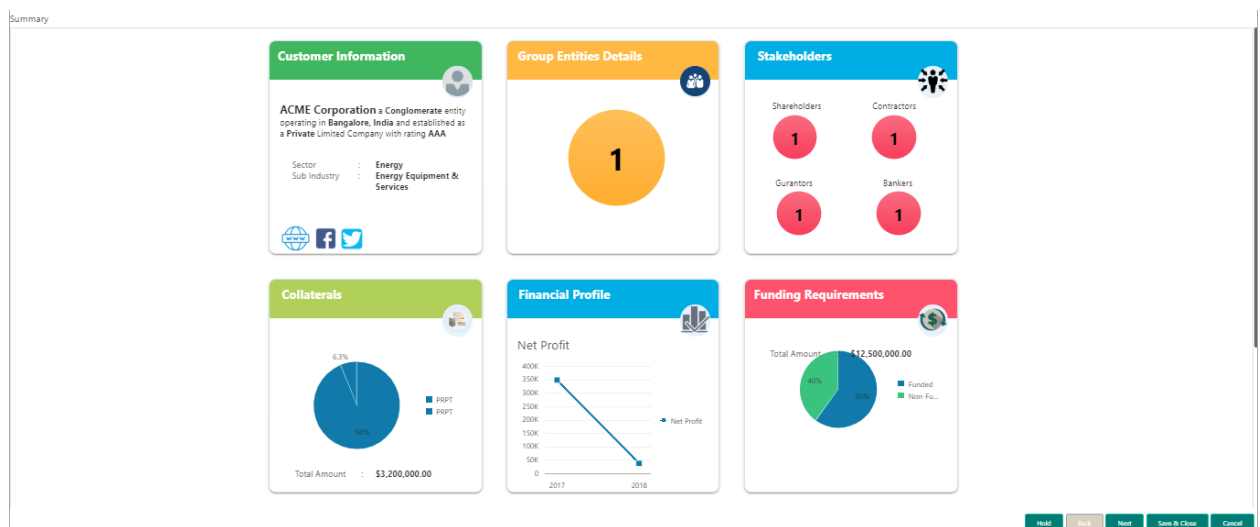 Summary
Customer Information
ACME Corporation a Conglomerate entity
operating in Bangalore, India and established as
a Private Limited Company with rating AAA
Sector : Energy
Sub Industry : Energy Equipment &
Services
www
Group Entities Details
1
Stakeholders
Shareholders Contractors
1 1
Gurantors Bankers
1 1
Collaterals
6.3%
94%
PRPT
PRPT
Total Amount : $3,200,000.00
Financial Profile
Net Profit
400K
350K
300K
250K
200K
150K
100K
50K
0
2017 2018
Net Profit
Funding Requirements
Total Amount $12,500,000.00
40%
60%
Funded
Non-Fu...
Hold Back Next Save & Close Cancel